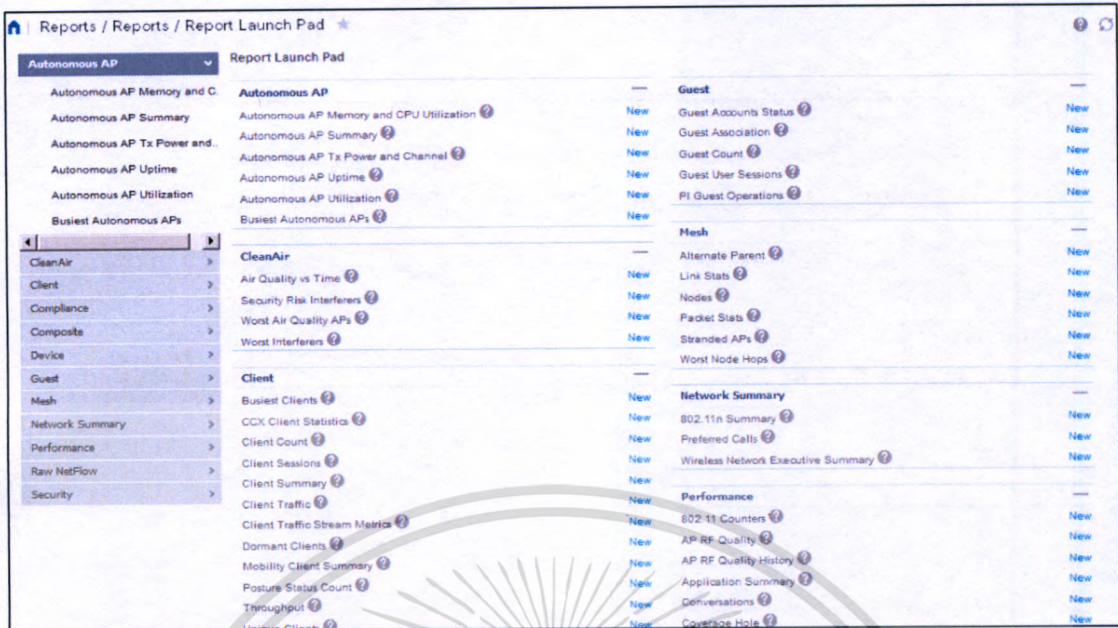 Reports / Reports / Report Launch Pad
Autonomous AP
Autonomous AP Memory and C
Autonomous AP Summary
Autonomous AP Tx Power and..
Autonomous AP Uptime
Autonomous AP Utilization
Busiest Autonomous APs
CleanAir
Client
Compliance
Composite
Device
Guest
Mesh
Network Summary
Performance
Raw NetFlow
Security
Report Launch Pad
Autonomous AP
Autonomous AP Memory and CPU Utilization ? New
Autonomous AP Summary ? New
Autonomous AP Tx Power and Channel ? New
Autonomous AP Uptime ? New
Autonomous AP Utilization ? New
Busiest Autonomous APs ? New
CleanAir
Air Quality vs Time ? New
Security Risk Interferers ? New
Worst Air Quality APs ? New
Worst Interferers ? New
Client
Busiest Clients ? New
CCX Client Statistics ? New
Client Count ? New
Client Sessions ? New
Client Summary ? New
Client Traffic ? New
Client Traffic Stream Metrics ? New
Dormant Clients ? New
Mobility Client Summary ? New
Posture Status Count ? New
Throughput ? New
Unique Clients ? New
Guest
Guest Accounts Status ? New
Guest Association ? New
Guest Count ? New
Guest User Sessions ? New
PI Guest Operations ? New
Mesh
Alternate Parent ? New
Link Stats ? New
Nodes ? New
Packet Stats ? New
Stranded APs ? New
Worst Node Hops ? New
Network Summary
802.11n Summary ? New
Preferred Calls ? New
Wireless Network Executive Summary ? New
Performance
802.11 Counters ? New
AP RF Quality ? New
AP RF Quality History ? New
Application Summary ? New
Conversations ? New
Coverage Hole ? New